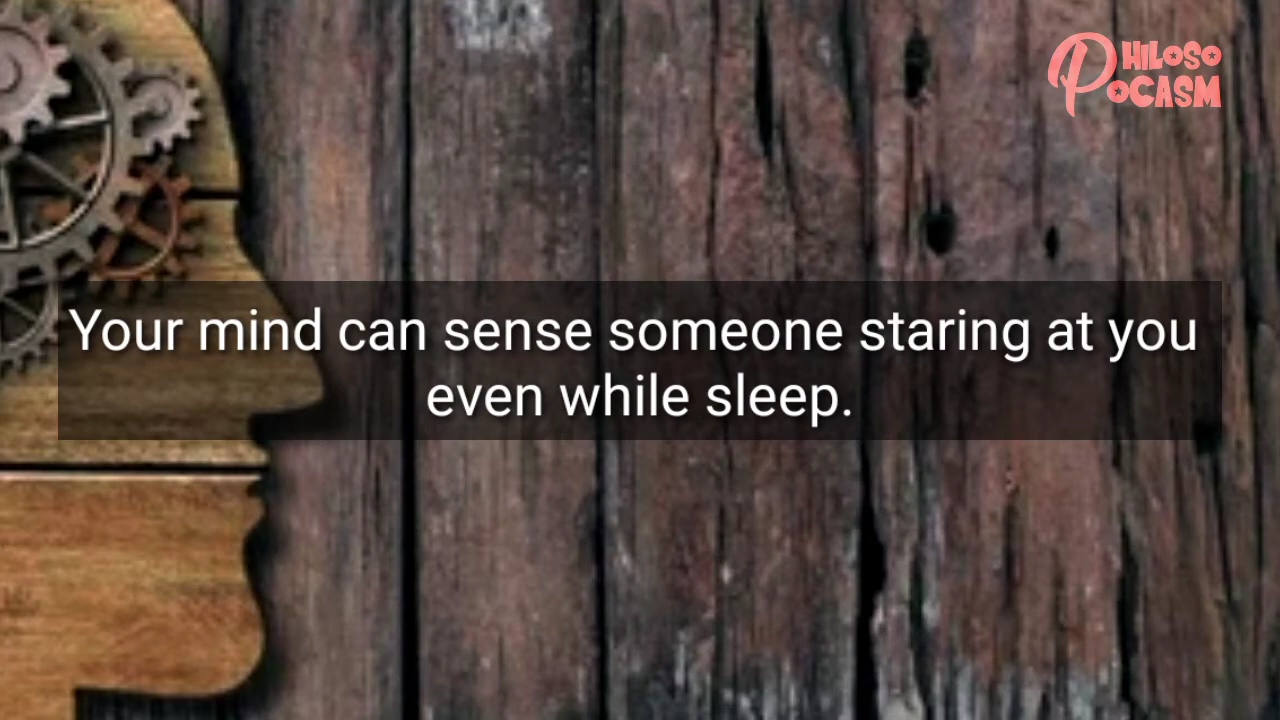 PHILOSO
POCASM
Your mind can sense someone staring at you
even while sleep.